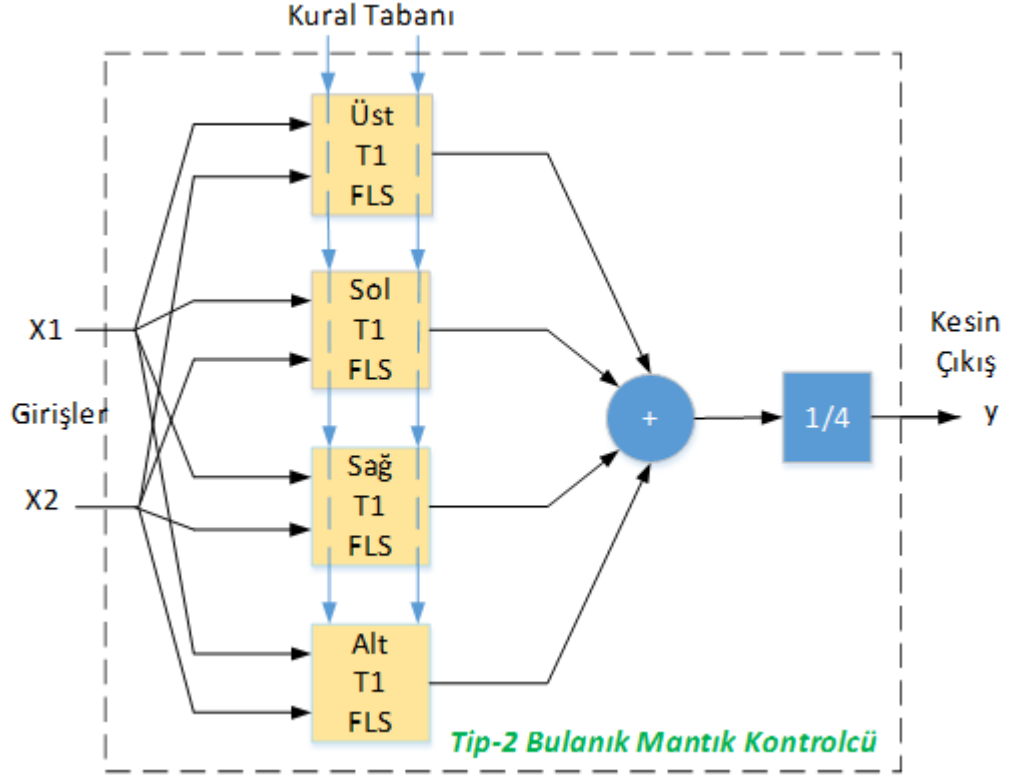 Kural Tabanı
Üst
T1
FLS
Sol
T1
FLS
X1
Kesin
Çıkış
Girişler
+
1/4
y
Sağ
T1
FLS
X2
Alt
T1
FLS
Tip-2 Bulanık Mantık Kontrolcü